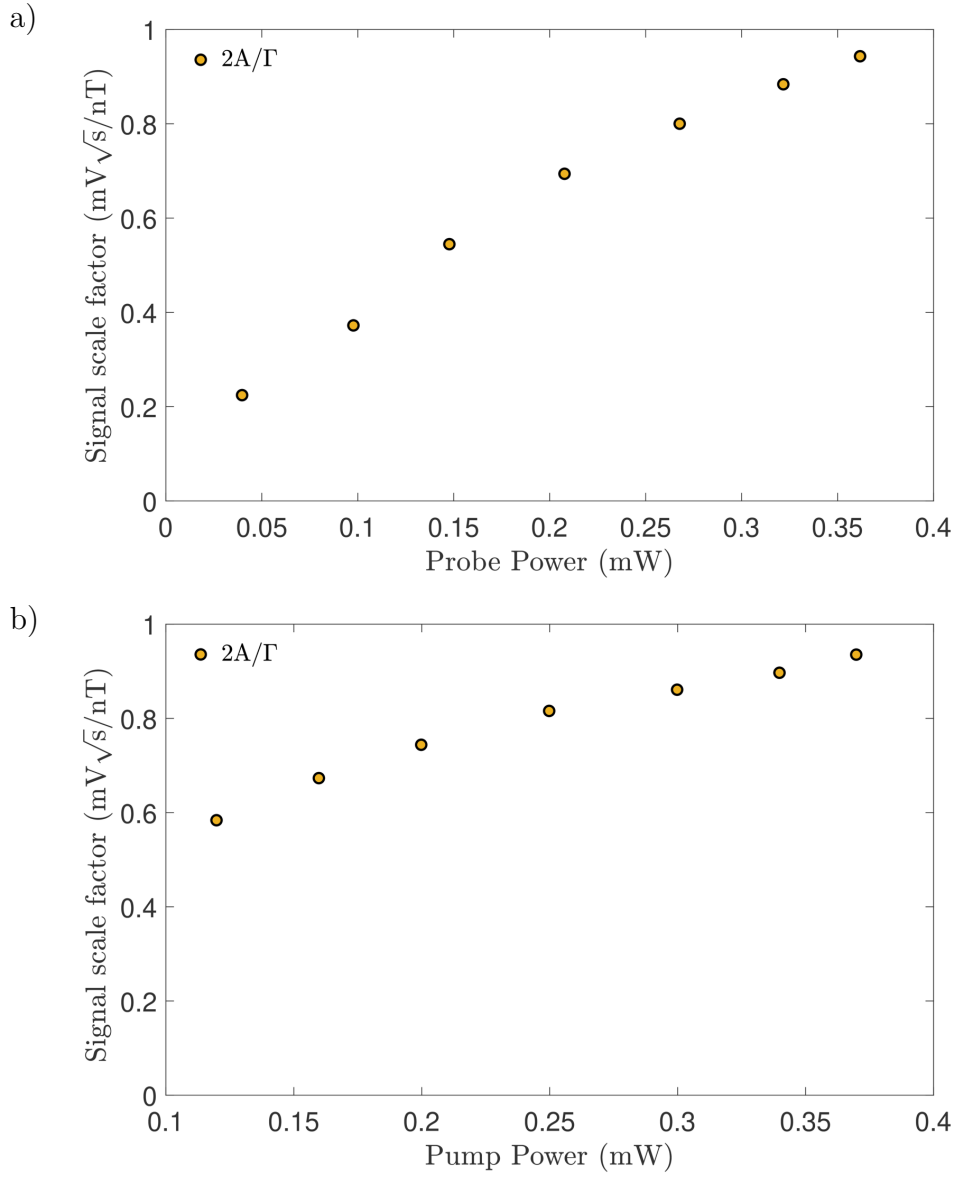 a)
1
2A/Γ
0.8
0.6
0.4
0.2
0
Signal scale factor (mV√s/nT)
0 0.05 0.1 0.15 0.2 0.25 0.3 0.35 0.4
Probe Power (mW)
b)
1
2A/Γ
0.8
0.6
0.4
0.2
0
Signal scale factor (mV√s/nT)
0.1 0.15 0.2 0.25 0.3 0.35 0.4
Pump Power (mW)